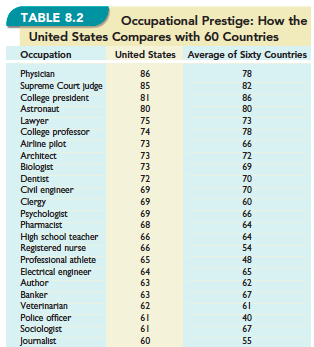 TABLE 8.2
Occupational Prestige: How the
United States Compares with 60 Countries
Occupation United States Average of Sixty Countries
Physician 86 78
Supreme Court judge 85 82
College president 81 86
Astronaut 80 80
Lawyer 75 73
College professor 74 78
Airline pilot 73 66
Architect 73 72
Biologist 73 69
Dentist 72 70
Civil engineer 69 70
Clergy 69 60
Psychologist 69 66
Pharmacist 68 64
High school teacher 66 64
Registered nurse 66 54
Professional athlete 65 48
Electrical engineer 64 65
Author 63 62
Banker 63 67
Veterinarian 62 61
Police officer 61 40
Sociologist 61 67
Journalist 60 55